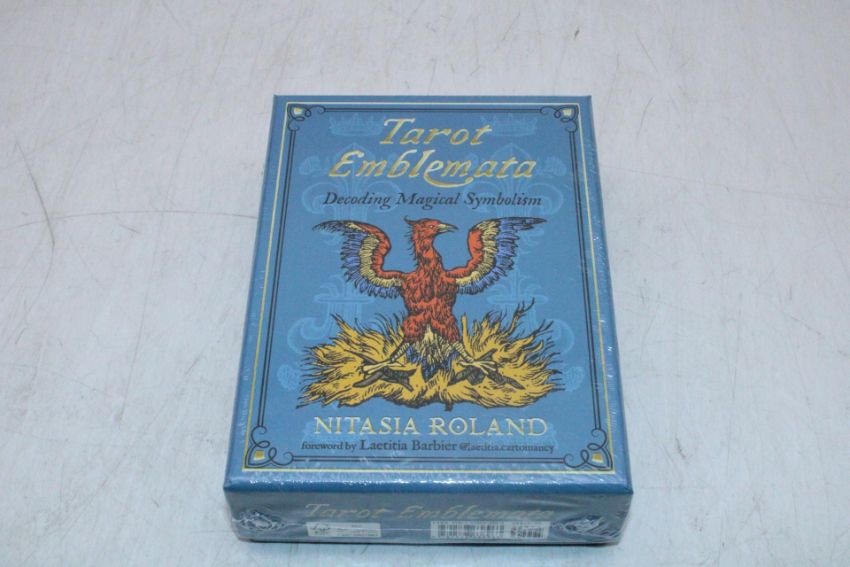 Tarot
Emblemata
Decoding Magical Symbolism
NITASIA ROLAND
foreword by Laetitia Barbier @laetitia.cartomancy
Tarot Emblemata